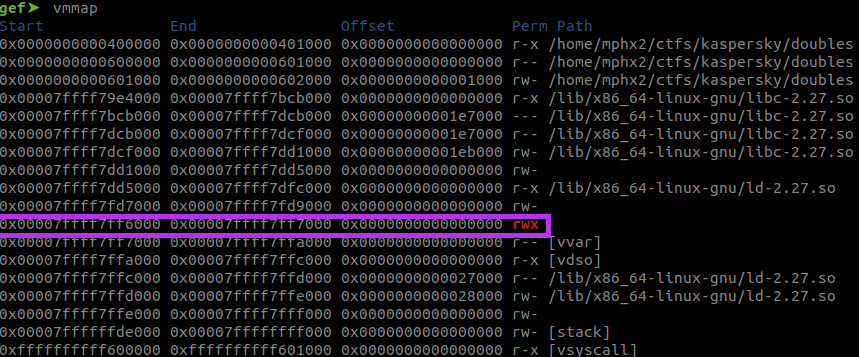 gef➤ vmmap
Start End Offset Perm Path
0x0000000000400000 0x0000000000401000 0x0000000000000000 r-x /home/mphx2/ctfs/kaspersky/doubles
0x0000000000600000 0x0000000000601000 0x0000000000000000 r-- /home/mphx2/ctfs/kaspersky/doubles
0x0000000000601000 0x0000000000602000 0x0000000000001000 rw- /home/mphx2/ctfs/kaspersky/doubles
0x00007ffff79e4000 0x00007ffff7bcb000 0x0000000000000000 r-x /lib/x86_64-linux-gnu/libc-2.27.so
0x00007ffff7bcb000 0x00007ffff7dcb000 0x00000000001e7000 --- /lib/x86_64-linux-gnu/libc-2.27.so
0x00007ffff7dcb000 0x00007ffff7dcf000 0x00000000001e7000 r-- /lib/x86_64-linux-gnu/libc-2.27.so
0x00007ffff7dcf000 0x00007ffff7dd1000 0x00000000001eb000 rw- /lib/x86_64-linux-gnu/libc-2.27.so
0x00007ffff7dd1000 0x00007ffff7dd5000 0x0000000000000000 rw-
0x00007ffff7dd5000 0x00007ffff7dfc000 0x0000000000000000 r-x /lib/x86_64-linux-gnu/ld-2.27.so
0x00007ffff7fd7000 0x00007ffff7fd9000 0x0000000000000000 rw-
0x00007ffff7ff6000 0x00007ffff7ff7000 0x0000000000000000 rwx
0x00007ffff7ff7000 0x00007ffff7ffa000 0x0000000000000000 r-- [vvar]
0x00007ffff7ffa000 0x00007ffff7ffc000 0x0000000000000000 r-x [vdso]
0x00007ffff7ffc000 0x00007ffff7ffd000 0x0000000000027000 r-- /lib/x86_64-linux-gnu/ld-2.27.so
0x00007ffff7ffd000 0x00007ffff7ffe000 0x0000000000028000 rw- /lib/x86_64-linux-gnu/ld-2.27.so
0x00007ffff7ffe000 0x00007ffff7fff000 0x0000000000000000 rw-
0x00007ffffffde000 0x00007ffffffff000 0x0000000000000000 rw- [stack]
0xffffffffff600000 0xffffffffff601000 0x0000000000000000 r-x [vsyscall]